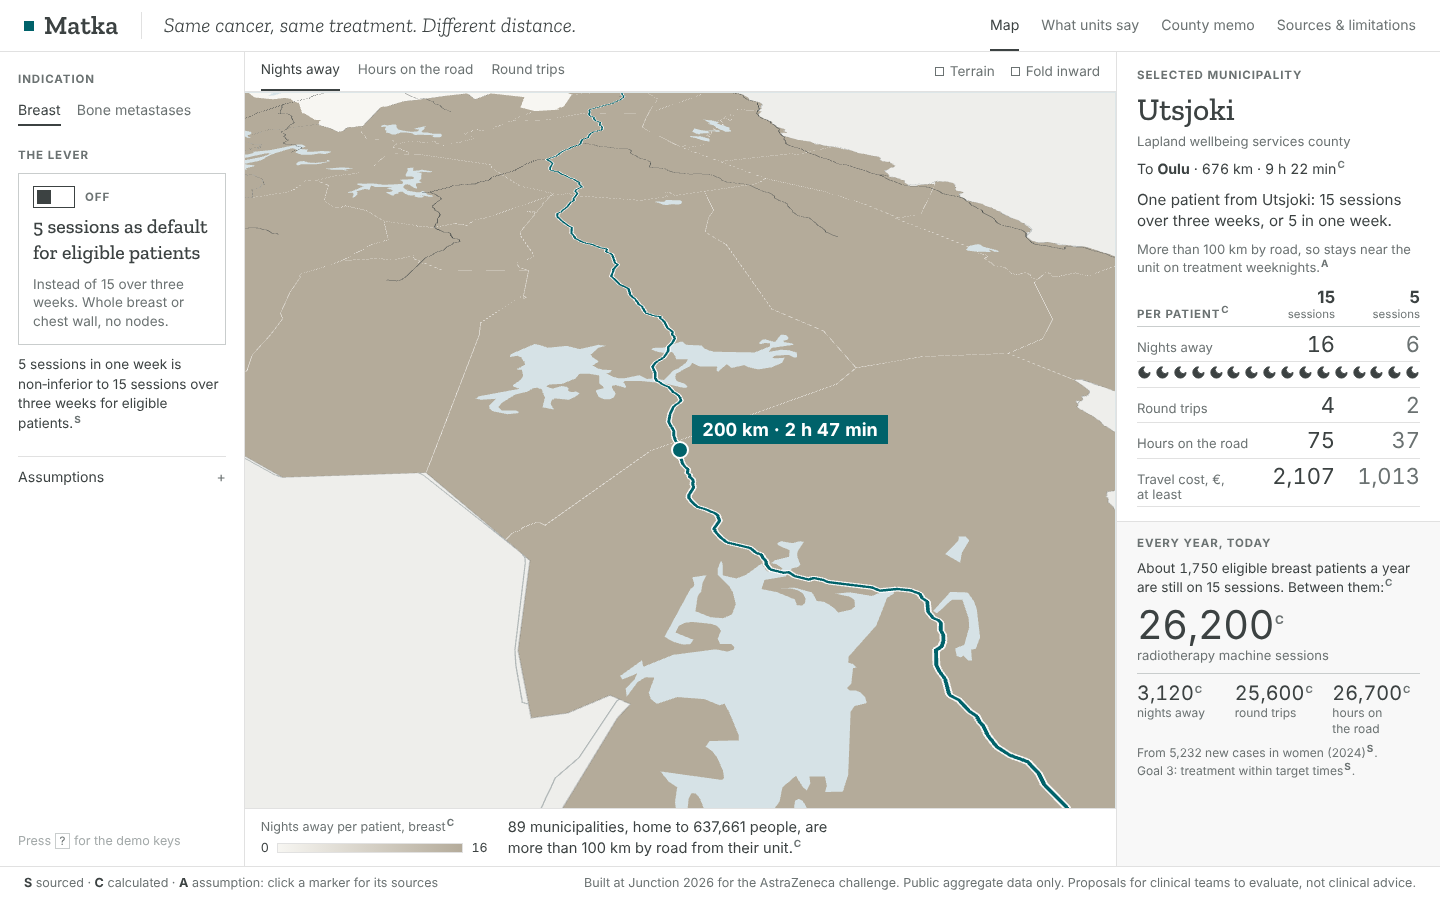 Matka
Same cancer, same treatment. Different distance.
Map
What units say
County memo
Sources & limitations
INDICATION
Breast
Bone metastases
THE LEVER
OFF
5 sessions as default
for eligible patients
Instead of 15 over three
weeks. Whole breast or
chest wall, no nodes.
5 sessions in one week is
non-inferior to 15 sessions over
three weeks for eligible
patients.S
Assumptions +
Press ? for the demo keys
Nights away
Hours on the road
Round trips
Terrain
Fold inward
200 km · 2 h 47 min
Nights away per patient, breastC
0 16
89 municipalities, home to 637,661 people, are
more than 100 km by road from their unit.C
SELECTED MUNICIPALITY
Utsjoki
Lapland wellbeing services county
To Oulu · 676 km · 9 h 22 minC
One patient from Utsjoki: 15 sessions
over three weeks, or 5 in one week.
More than 100 km by road, so stays near the
unit on treatment weeknights.A
PER PATIENTC
15 sessions
5 sessions
Nights away 16 6
Round trips 4 2
Hours on the road 75 37
Travel cost, €,
at least
2,107 1,013
EVERY YEAR, TODAY
About 1,750 eligible breast patients a year
are still on 15 sessions. Between them:C
26,200C
radiotherapy machine sessions
3,120C
nights away
25,600C
round trips
26,700C
hours on
the road
From 5,232 new cases in women (2024)S.
Goal 3: treatment within target timesS.
S sourced · C calculated · A assumption: click a marker for its sources
Built at Junction 2026 for the AstraZeneca challenge. Public aggregate data only. Proposals for clinical teams to evaluate, not clinical advice.